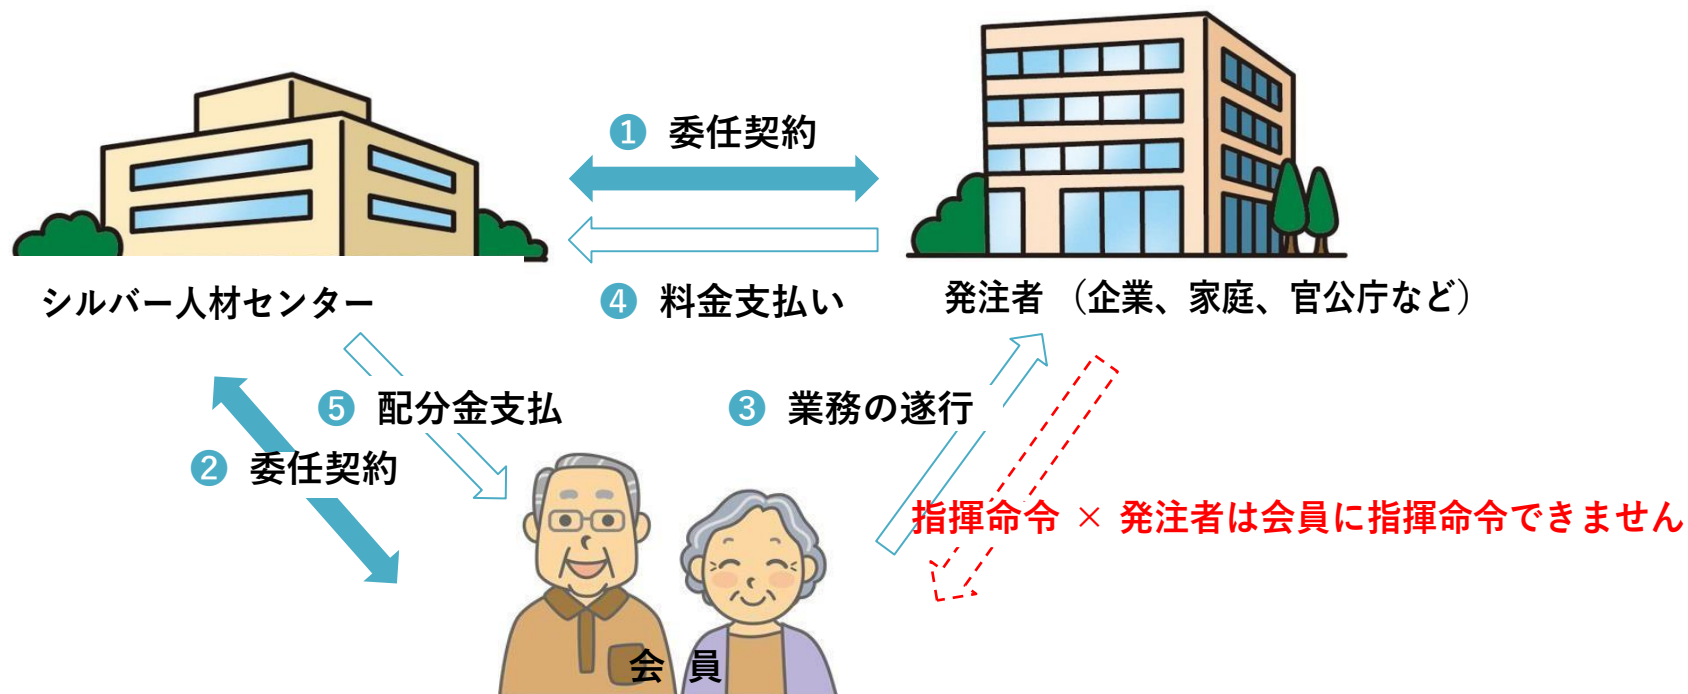 ❶ 委任契約
シルバー人材センター
❹ 料金支払い
発注者 （企業、家庭、官公庁など）
❺ 配分金支払
❸ 業務の遂行
❷ 委任契約
指揮命令 × 発注者は会員に指揮命令できません
会 員